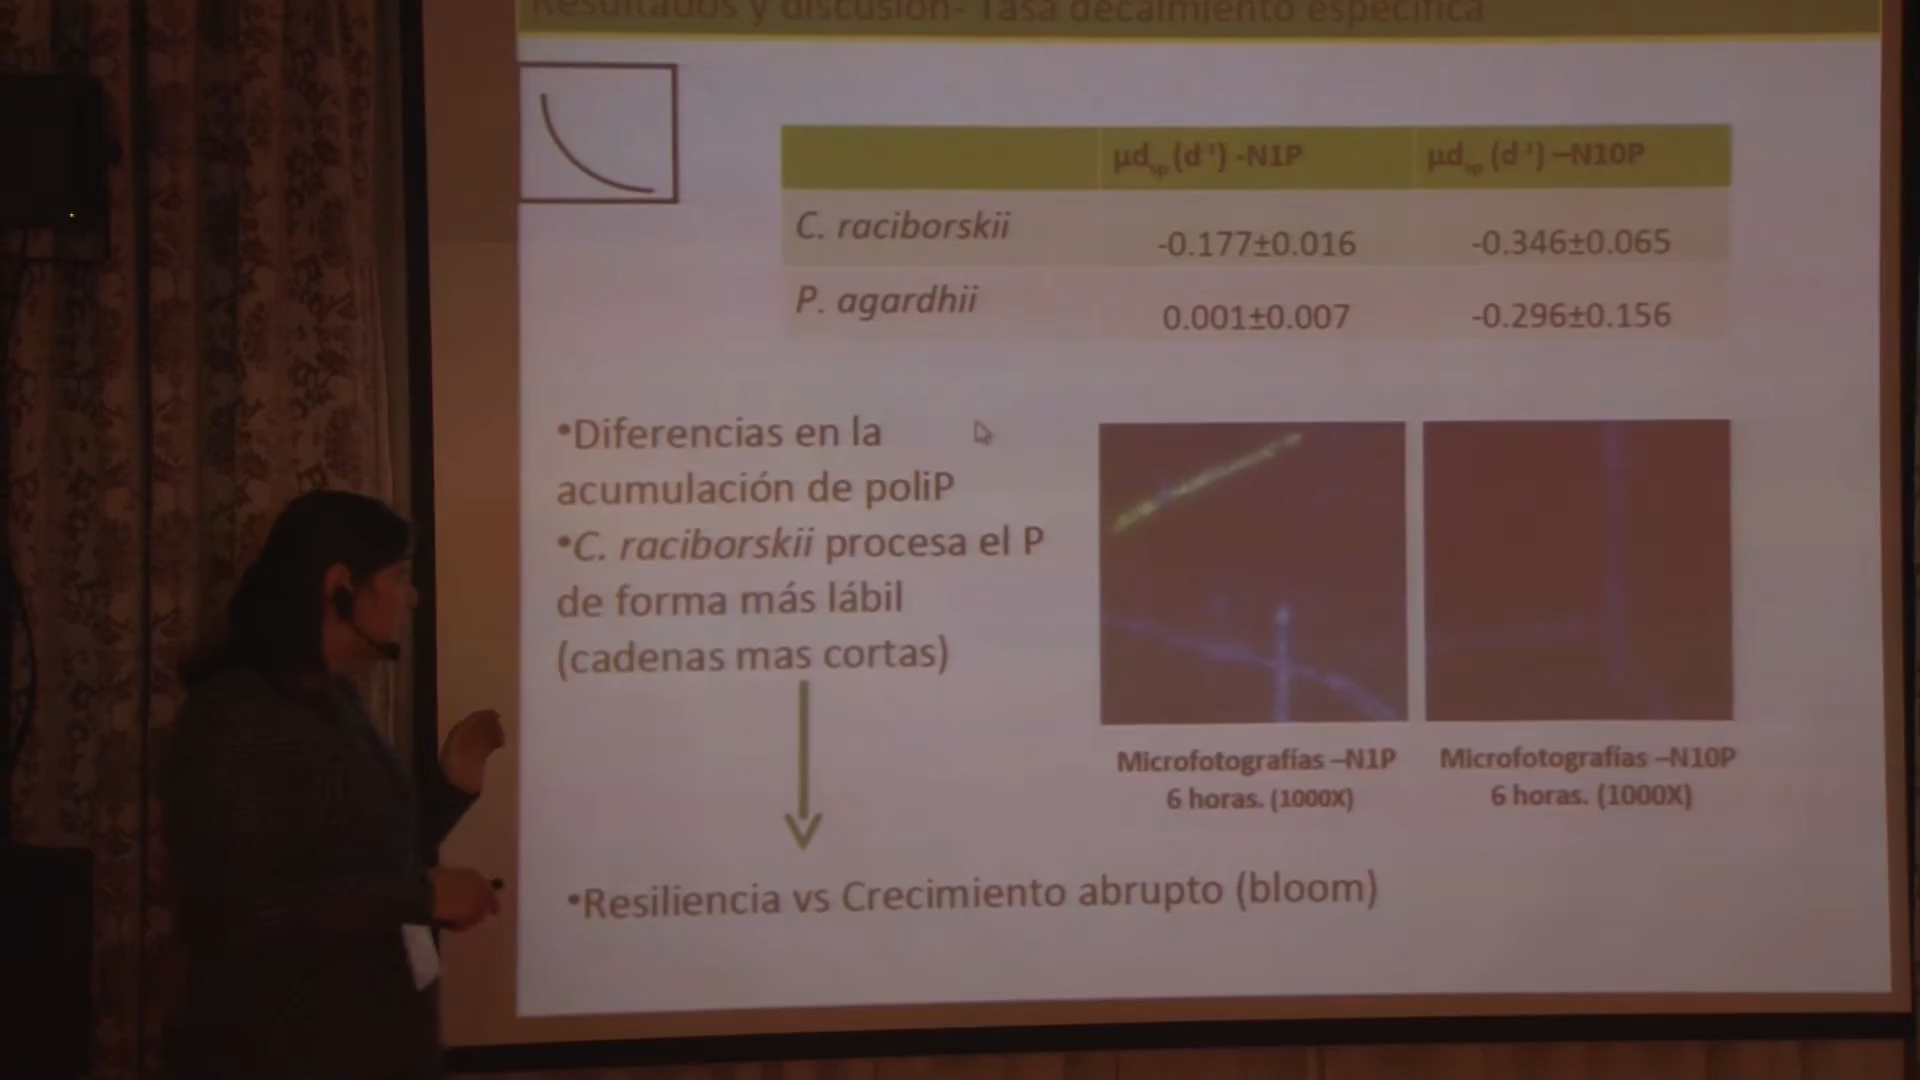 Resultados y discusión- Tasa decaimiento específica
µdsp (d-1) -N1P
µdsp (d-1) –N10P
C. raciborskii
-0.177±0.016
-0.346±0.065
P. agardhii
0.001±0.007
-0.296±0.156
•Diferencias en la
acumulación de poliP
•C. raciborskii procesa el P
de forma más lábil
(cadenas mas cortas)
Microfotografías –N1P
6 horas. (1000X)
Microfotografías –N10P
6 horas. (1000X)
•Resiliencia vs Crecimiento abrupto (bloom)